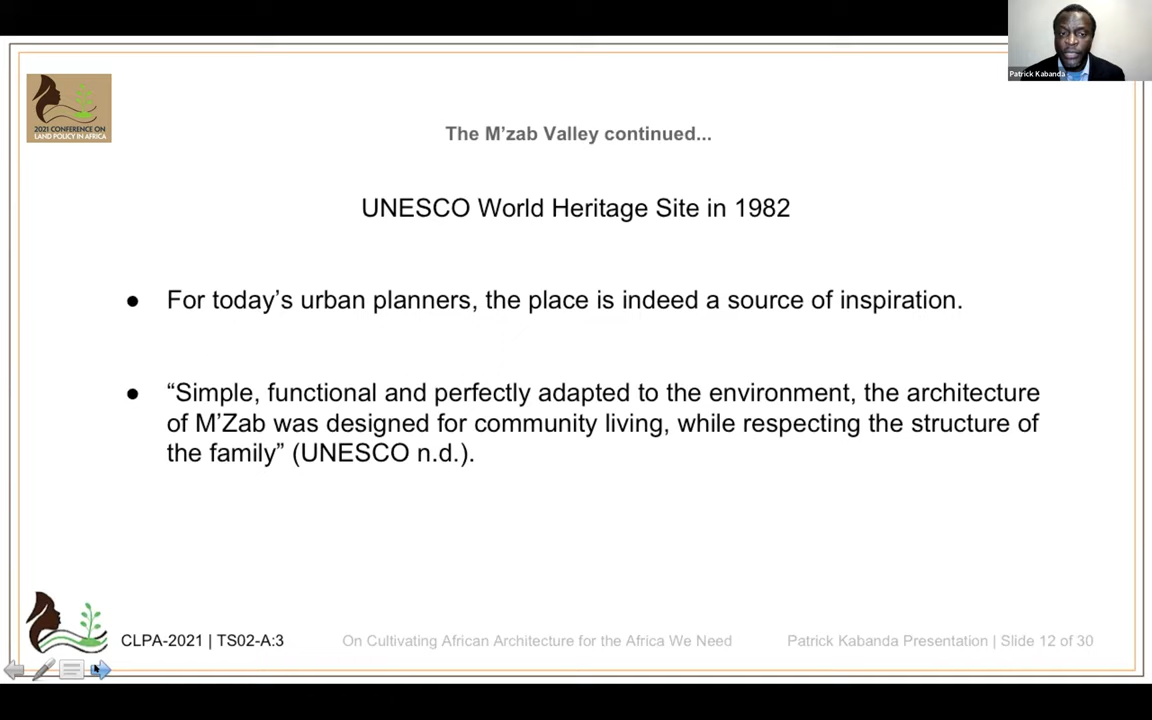 Patrick Kabanda
2021 CONFERENCE ON
LAND POLICY IN AFRICA
The M’zab Valley continued...
UNESCO World Heritage Site in 1982
● For today’s urban planners, the place is indeed a source of inspiration.
● “Simple, functional and perfectly adapted to the environment, the architecture
of M’Zab was designed for community living, while respecting the structure of
the family” (UNESCO n.d.).
CLPA-2021 | TS02-A:3 On Cultivating African Architecture for the Africa We Need Patrick Kabanda Presentation | Slide 12 of 30